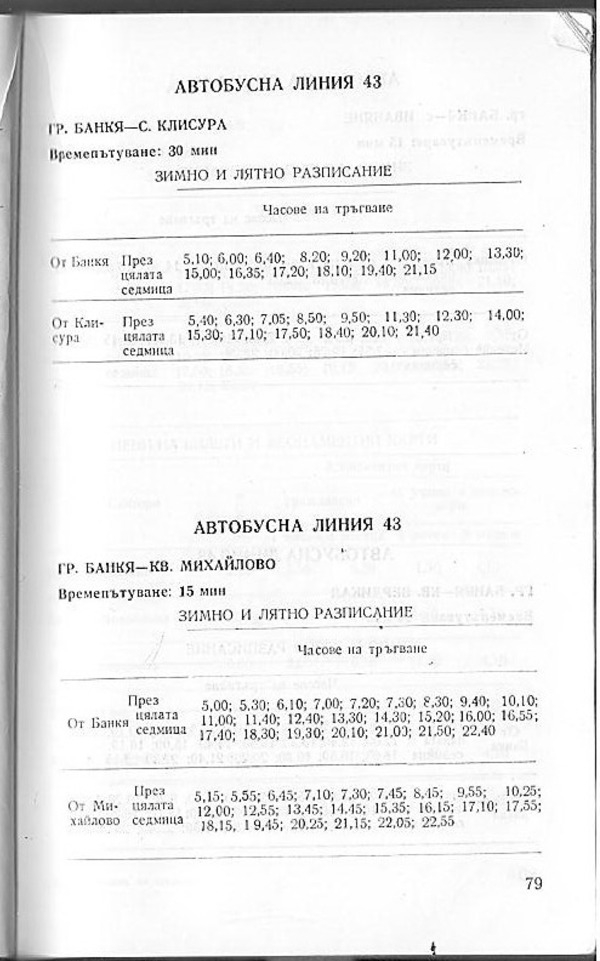 АВТОБУСНА ЛИНИЯ 43
ГР. БАНКЯ—С. КЛИСУРА
Времепътуване: 30 мин
ЗИМНО И ЛЯТНО РАЗПИСАНИЕ
Часове на тръгване
От Банкя През 5,10; 6,00; 6,40; 8.20; 9,20; 11,00; 12,00; 13,30;
цялата 15,00; 16,35; 17,20; 18,10; 19,40; 21,15
седмица
От Кли- През 5,40; 6,30; 7,05; 8,50; 9,50; 11,30; 12,30; 14,00;
сура цялата 15,30; 17,10; 17,50; 18,40; 20,10; 21,40
седмица
АВТОБУСНА ЛИНИЯ 43
ГР. БАНКЯ—КВ. МИХАЙЛОВО
Времепътуване: 15 мин
ЗИМНО И ЛЯТНО РАЗПИСАНИЕ
Часове на тръгване
През 5,00; 5,30; 6,10; 7,00; 7,20; 7,30; 8,30; 9,40; 10,10;
От Банкя цялата 11,00; 11,40; 12,40; 13,30; 14,30; 15,20; 16,00; 16,55;
седмица 17,40; 18,30; 19,30; 20,10; 21,00; 21,50; 22,40
През 5,15; 5,55; 6,45; 7,10; 7,30; 7,45; 8,45; 9,55; 10,25;
От Ми- цялата 12,00; 12,55; 13,45; 14,45; 15,35; 16,15; 17,10; 17,55;
хайлово седмица 18,15, 19,45; 20,25; 21,15; 22,05; 22,55
79